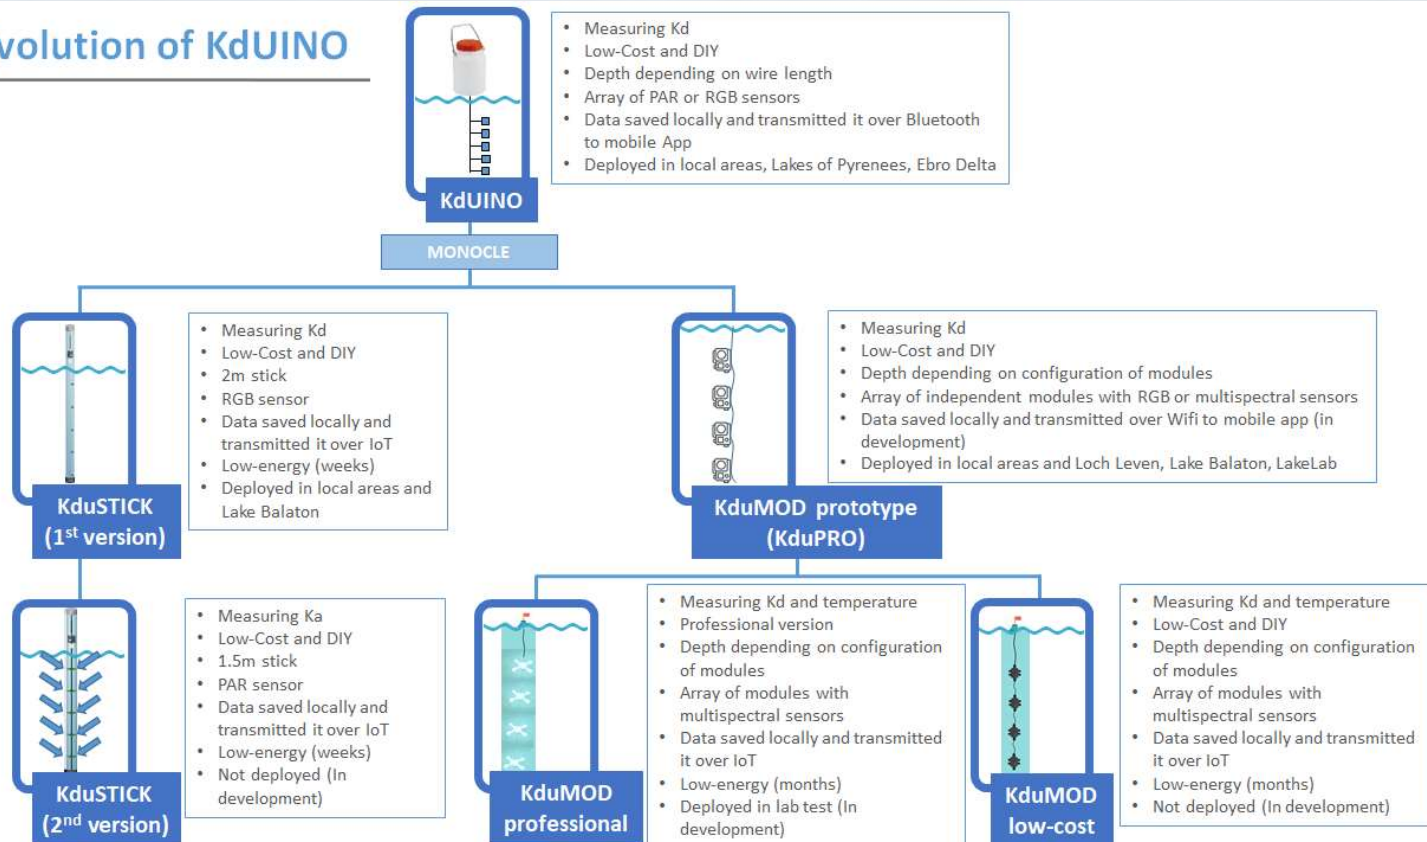 volution of KdUINO
• Measuring Kd
• Low-Cost and DIY
• Depth depending on wire length
• Array of PAR or RGB sensors
• Data saved locally and transmitted it over Bluetooth
to mobile App
• Deployed in local areas, Lakes of Pyrenees, Ebro Delta
KdUINO
MONOCLE
• Measuring Kd
• Low-Cost and DIY
• 2m stick
• RGB sensor
• Data saved locally and
transmitted it over IoT
• Low-energy (weeks)
• Deployed in local areas and
Lake Balaton
KduSTICK
(1st version)
• Measuring Kd
• Low-Cost and DIY
• Depth depending on configuration of modules
• Array of independent modules with RGB or multispectral sensors
• Data saved locally and transmitted over Wifi to mobile app (in
development)
• Deployed in local areas and Loch Leven, Lake Balaton, LakeLab
KduMOD prototype
(KduPRO)
• Measuring Ka
• Low-Cost and DIY
• 1.5m stick
• PAR sensor
• Data saved locally and
transmitted it over IoT
• Low-energy (weeks)
• Not deployed (In
development)
KduSTICK
(2nd version)
• Measuring Kd and temperature
• Professional version
• Depth depending on configuration
of modules
• Array of modules with
multispectral sensors
• Data saved locally and transmitted
it over IoT
• Low-energy (months)
• Deployed in lab test (In
development)
KduMOD
professional
• Measuring Kd and temperature
• Low-Cost and DIY
• Depth depending on configuration
of modules
• Array of modules with
multispectral sensors
• Data saved locally and transmitted
it over IoT
• Low-energy (months)
• Not deployed (In development)
KduMOD
low-cost